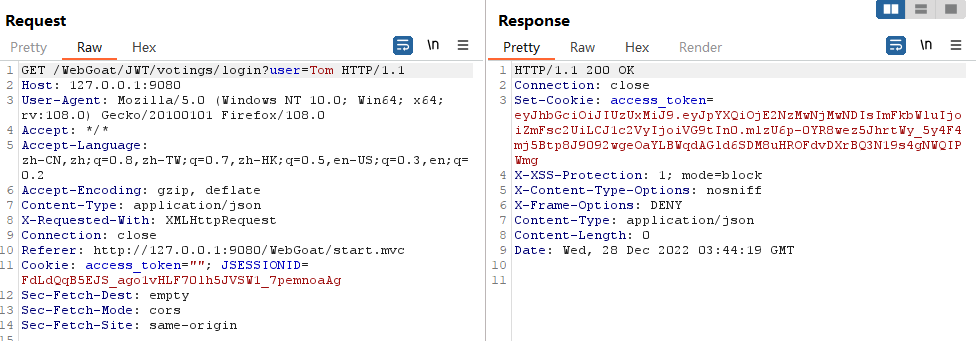 Request
Pretty Raw Hex
\n
1 GET /WebGoat/JWT/votings/login?user=Tom HTTP/1.1
2 Host: 127.0.0.1:9080
3 User-Agent: Mozilla/5.0 (Windows NT 10.0; Win64; x64;
rv:108.0) Gecko/20100101 Firefox/108.0
4 Accept: */*
5 Accept-Language:
zh-CN,zh;q=0.8,zh-TW;q=0.7,zh-HK;q=0.5,en-US;q=0.3,en;q=
0.2
6 Accept-Encoding: gzip, deflate
7 Content-Type: application/json
8 X-Requested-With: XMLHttpRequest
9 Connection: close
10 Referer: http://127.0.0.1:9080/WebGoat/start.mvc
11 Cookie: access_token=""; JSESSIONID=
FdLdQqB5EJS_ago1vHLF7O1h5JVSW1_7pemnoaAg
12 Sec-Fetch-Dest: empty
13 Sec-Fetch-Mode: cors
14 Sec-Fetch-Site: same-origin
15
Response
Pretty Raw Hex Render
\n
1 HTTP/1.1 200 OK
2 Connection: close
3 Set-Cookie: access_token=
eyJhbGciOiJIUzUxMiJ9.eyJpYXQiOjE2NzMwNjMwNDIsImFkbWluIjo
iZmFsc2UiLCJ1c2VyIjoiVG9tIn0.mlzU6p-0YR8wez5JhrtWy_5y4F4
mj5Btp8J9O92wgeOaYLBWqdAGld6SDM8uHROFdvDXrBQ3N19s4gNWQIP
Wmg
4 X-XSS-Protection: 1; mode=block
5 X-Content-Type-Options: nosniff
6 X-Frame-Options: DENY
7 Content-Type: application/json
8 Content-Length: 0
9 Date: Wed, 28 Dec 2022 03:44:19 GMT
10
11